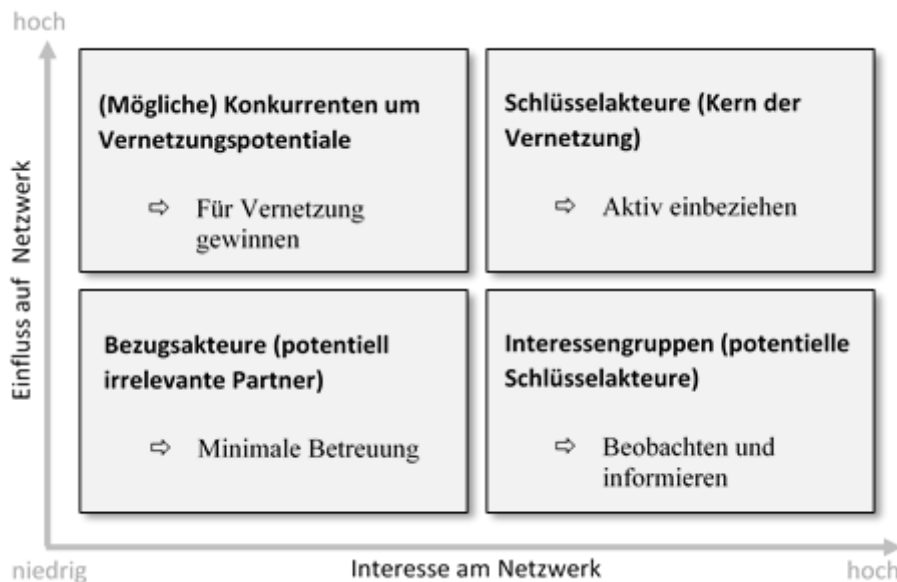 hoch
(Mögliche) Konkurrenten um
Vernetzungspotentiale
⇨ Für Vernetzung
gewinnen
Schlüsselakteure (Kern der
Vernetzung)
⇨ Aktiv einbeziehen
Einfluss auf Netzwerk
Bezugsakteure (potentiell
irrelevante Partner)
⇨ Minimale Betreuung
Interessengruppen (potentielle
Schlüsselakteure)
⇨ Beobachten und
informieren
niedrig
Interesse am Netzwerk
hoch